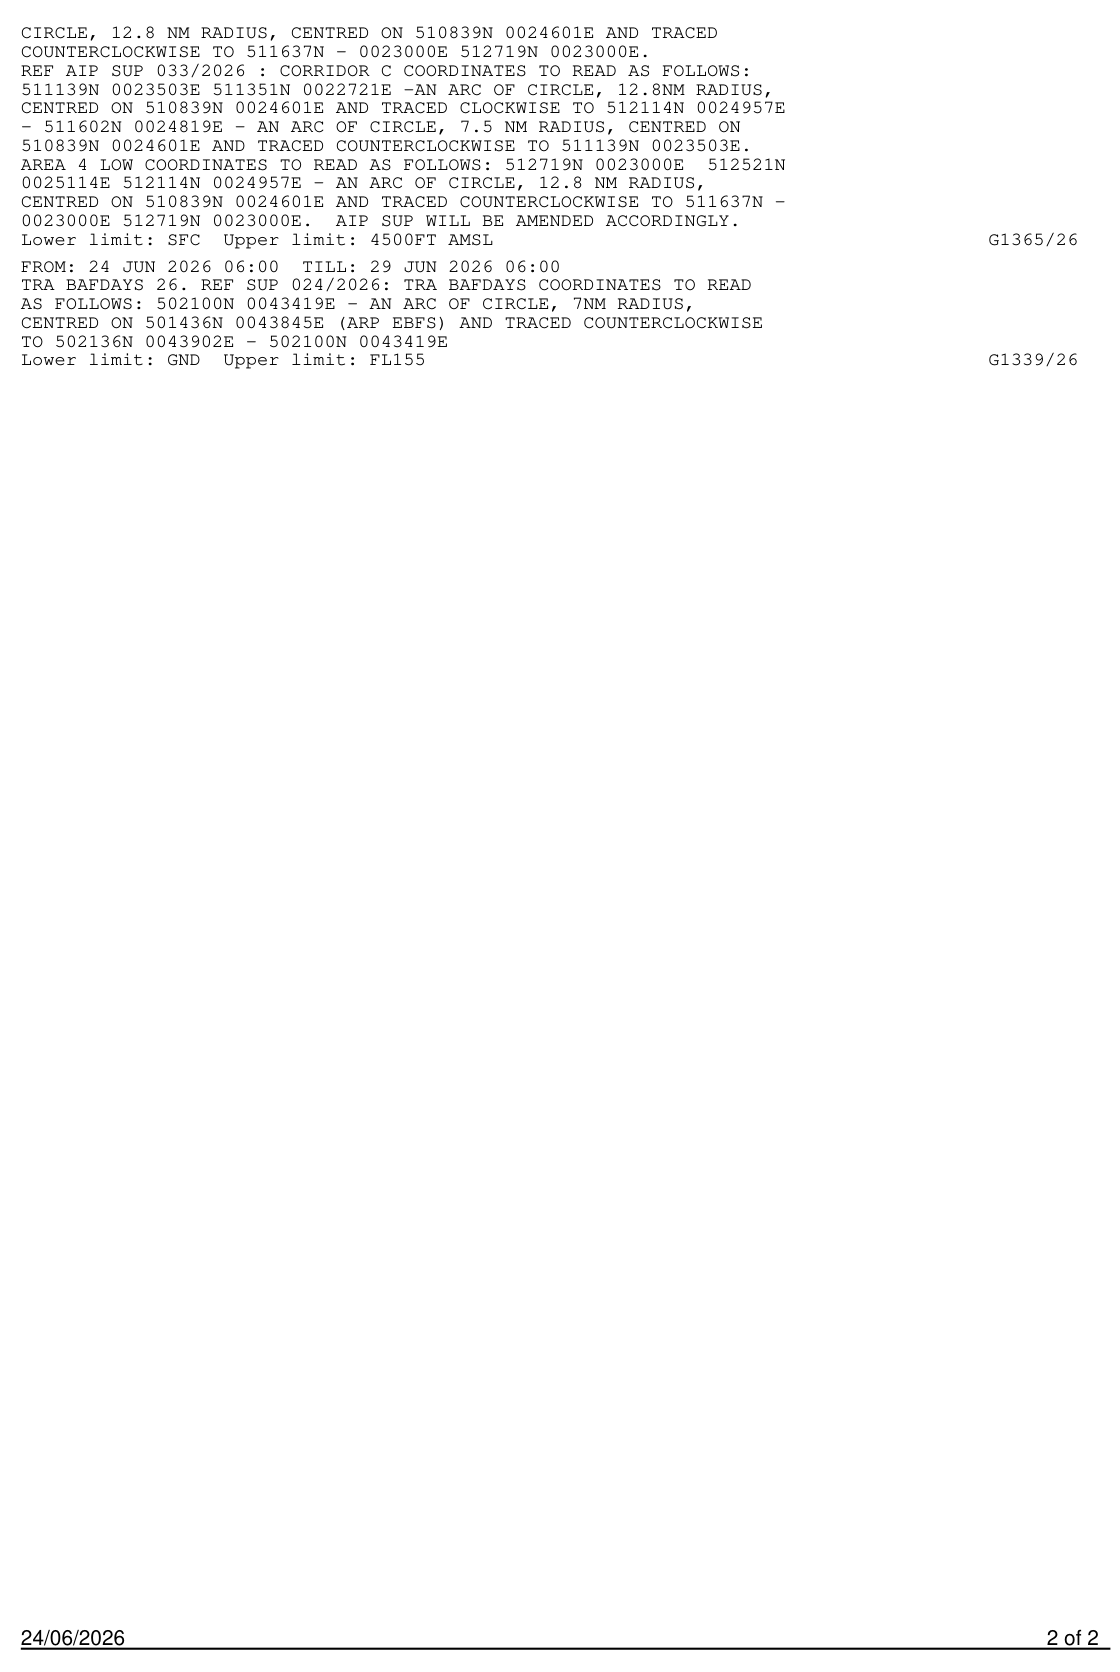 CIRCLE, 12.8 NM RADIUS, CENTRED ON 510839N 0024601E AND TRACED
COUNTERCLOCKWISE TO 511637N - 0023000E 512719N 0023000E.
REF AIP SUP 033/2026 : CORRIDOR C COORDINATES TO READ AS FOLLOWS:
511139N 0023503E 511351N 0022721E -AN ARC OF CIRCLE, 12.8NM RADIUS,
CENTRED ON 510839N 0024601E AND TRACED CLOCKWISE TO 512114N 0024957E
- 511602N 0024819E - AN ARC OF CIRCLE, 7.5 NM RADIUS, CENTRED ON
510839N 0024601E AND TRACED COUNTERCLOCKWISE TO 511139N 0023503E.
AREA 4 LOW COORDINATES TO READ AS FOLLOWS: 512719N 0023000E  512521N
0025114E 512114N 0024957E - AN ARC OF CIRCLE, 12.8 NM RADIUS,
CENTRED ON 510839N 0024601E AND TRACED COUNTERCLOCKWISE TO 511637N -
0023000E 512719N 0023000E.  AIP SUP WILL BE AMENDED ACCORDINGLY.
Lower limit: SFC  Upper limit: 4500FT AMSL G1365/26
FROM: 24 JUN 2026 06:00  TILL: 29 JUN 2026 06:00
TRA BAFDAYS 26. REF SUP 024/2026: TRA BAFDAYS COORDINATES TO READ
AS FOLLOWS: 502100N 0043419E - AN ARC OF CIRCLE, 7NM RADIUS,
CENTRED ON 501436N 0043845E (ARP EBFS) AND TRACED COUNTERCLOCKWISE
TO 502136N 0043902E - 502100N 0043419E
Lower limit: GND  Upper limit: FL155 G1339/26
24/06/2026 2 of 2